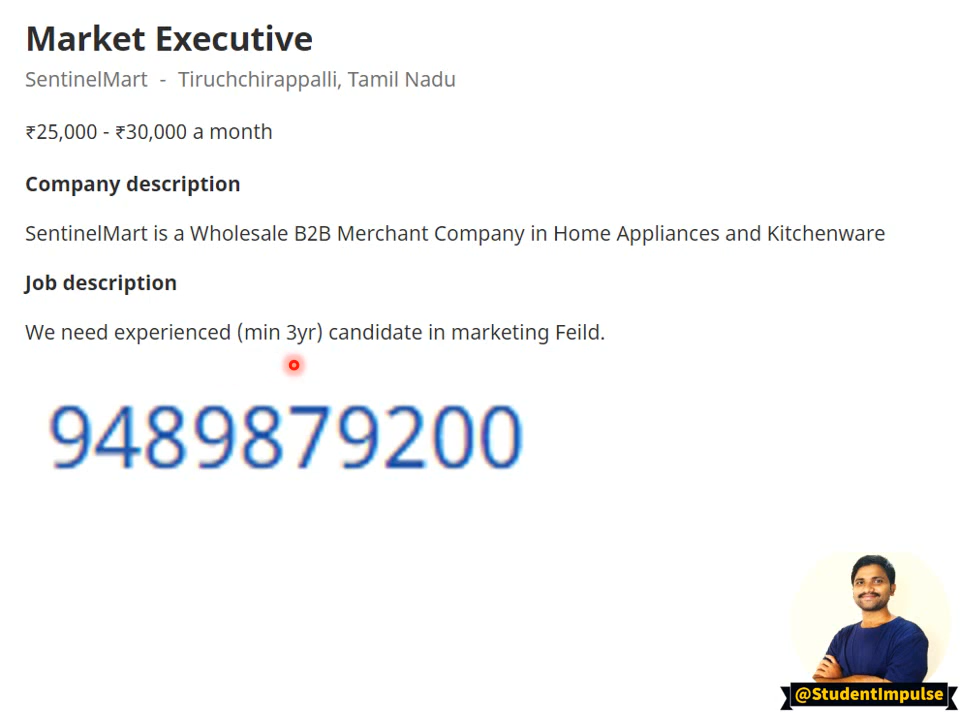 Market Executive
SentinelMart - Tiruchchirappalli, Tamil Nadu
₹25,000 - ₹30,000 a month
Company description
SentinelMart is a Wholesale B2B Merchant Company in Home Appliances and Kitchenware
Job description
We need experienced (min 3yr) candidate in marketing Feild.
9489879200
@StudentImpulse